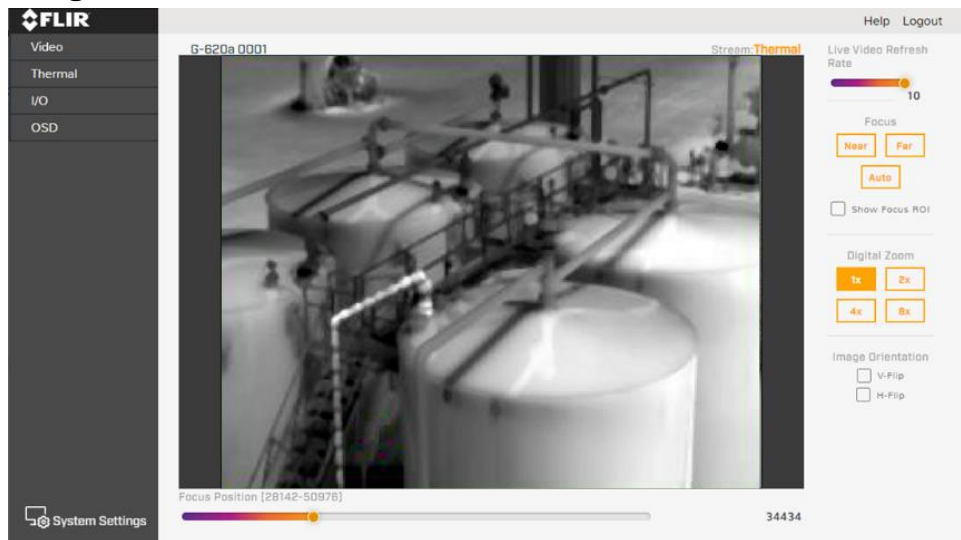 FLIR
Help Logout
Video
Thermal
I/O
OSD
System Settings
G-620a 0001
Stream:Thermal
Live Video Refresh
Rate
10
Focus
Near Far
Auto
Show Focus ROI
Digital Zoom
1x 2x
4x 8x
Image Orientation
V-Flip
H-Flip
Focus Position [28142-50976]
34434